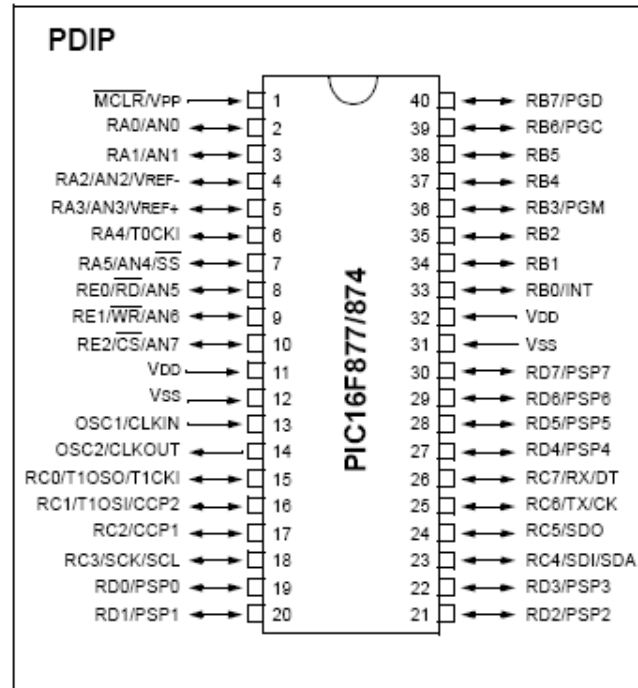 PDIP
MCLR/VPP 1 40 RB7/PGD
RA0/AN0 2 39 RB6/PGC
RA1/AN1 3 38 RB5
RA2/AN2/VREF- 4 37 RB4
RA3/AN3/VREF+ 5 36 RB3/PGM
RA4/T0CKI 6 35 RB2
RA5/AN4/SS 7 34 RB1
RE0/RD/AN5 8 33 RB0/INT
RE1/WR/AN6 9 32 VDD
RE2/CS/AN7 10 31 VSS
VDD 11 30 RD7/PSP7
VSS 12 29 RD6/PSP6
OSC1/CLKIN 13 28 RD5/PSP5
OSC2/CLKOUT 14 27 RD4/PSP4
RC0/T1OSO/T1CKI 15 26 RC7/RX/DT
RC1/T1OSI/CCP2 16 25 RC6/TX/CK
RC2/CCP1 17 24 RC5/SDO
RC3/SCK/SCL 18 23 RC4/SDI/SDA
RD0/PSP0 19 22 RD3/PSP3
RD1/PSP1 20 21 RD2/PSP2
PIC16F877/874